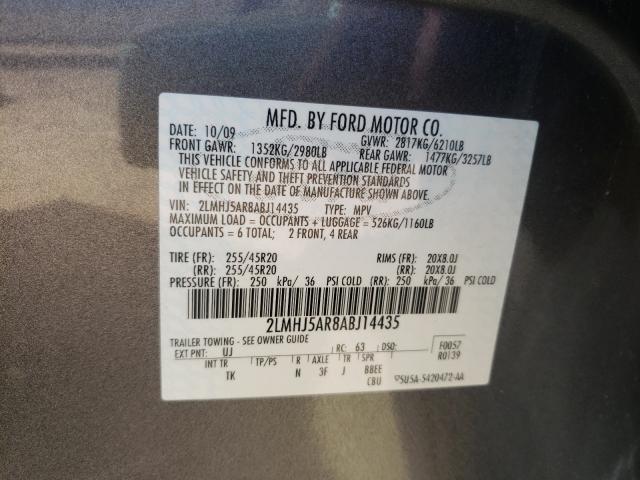 MFD. BY FORD MOTOR CO.
DATE: 10/09 GVWR: 2817KG/6210LB
FRONT GAWR: 1352KG/2980LB REAR GAWR: 1477KG/3257LB
THIS VEHICLE CONFORMS TO ALL APPLICABLE FEDERAL MOTOR
VEHICLE SAFETY AND THEFT PREVENTION STANDARDS
IN EFFECT ON THE DATE OF MANUFACTURE SHOWN ABOVE.
VIN: 2LMHJ5AR8ABJ14435 TYPE: MPV
MAXIMUM LOAD = OCCUPANTS + LUGGAGE = 526KG/1160LB
OCCUPANTS = 6 TOTAL; 2 FRONT, 4 REAR
TIRE (FR): 255/45R20 RIMS (FR): 20X8.0J
(RR): 255/45R20 (RR): 20X8.0J
PRESSURE (FR): 250 kPa/ 36 PSI COLD (RR): 250 kPa/ 36 PSI COLD
2LMHJ5AR8ABJ14435
TRAILER TOWING - SEE OWNER GUIDE
EXT PNT: UJ RC: 63 DSO: F0057
R0139
INT TR TP/PS R AXLE TR SPR
TK N 3F J BBEE
CBU 5U5A-5420472-AA